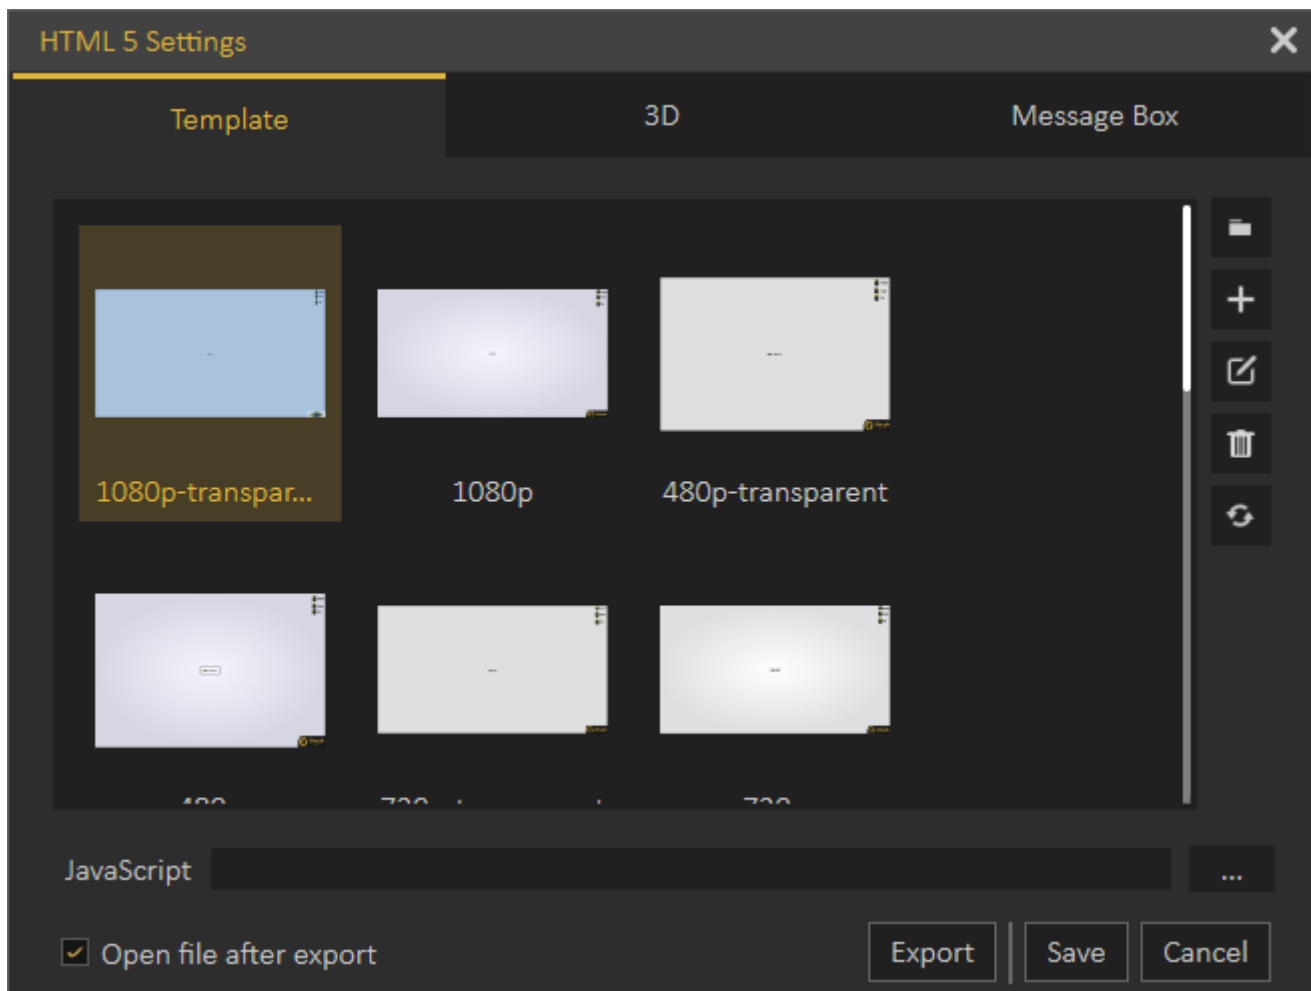 HTML 5 Settings
Template
3D
Message Box
1080p-transpar...
1080p
480p-transparent
JavaScript
...
Open file after export
Export
Save
Cancel